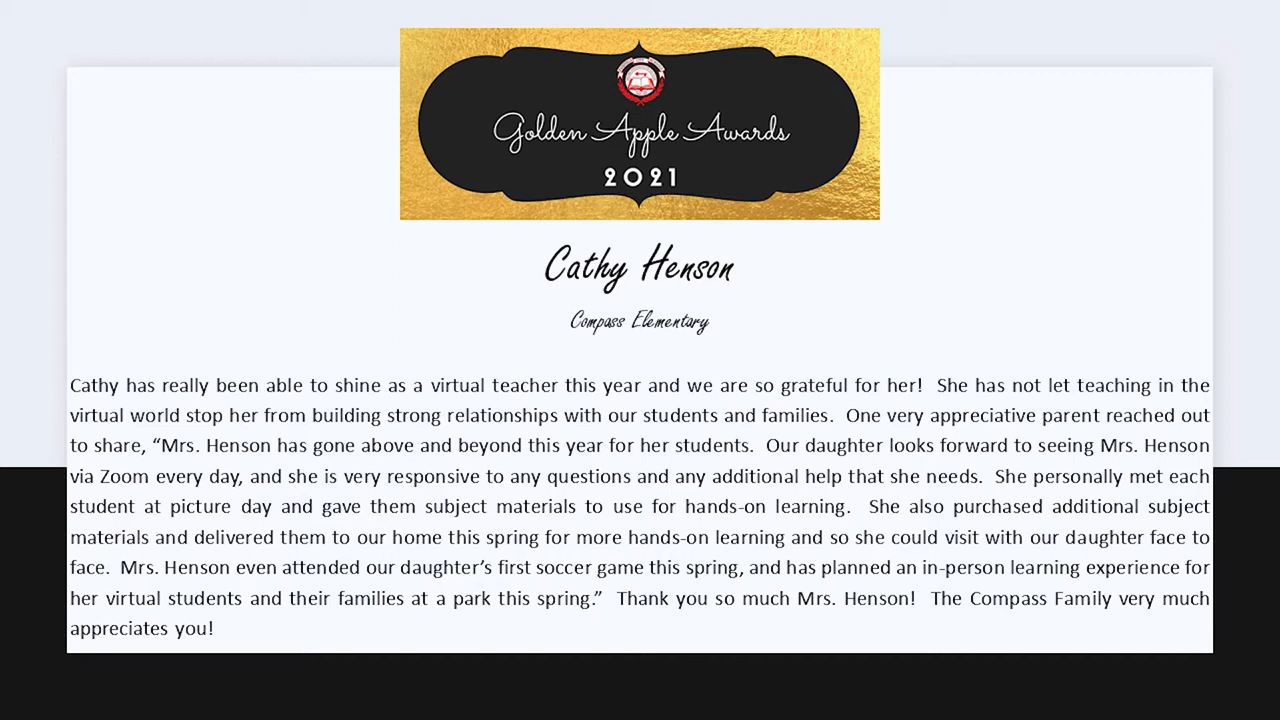 Golden Apple Awards
2021
Cathy Henson
Compass Elementary
Cathy has really been able to shine as a virtual teacher this year and we are so grateful for her!  She has not let teaching in the
virtual world stop her from building strong relationships with our students and families.  One very appreciative parent reached out
to share, “Mrs. Henson has gone above and beyond this year for her students.  Our daughter looks forward to seeing Mrs. Henson
via Zoom every day, and she is very responsive to any questions and any additional help that she needs.  She personally met each
student at picture day and gave them subject materials to use for hands-on learning.  She also purchased additional subject
materials and delivered them to our home this spring for more hands-on learning and so she could visit with our daughter face to
face.  Mrs. Henson even attended our daughter’s first soccer game this spring, and has planned an in-person learning experience for
her virtual students and their families at a park this spring.”  Thank you so much Mrs. Henson!  The Compass Family very much
appreciates you!